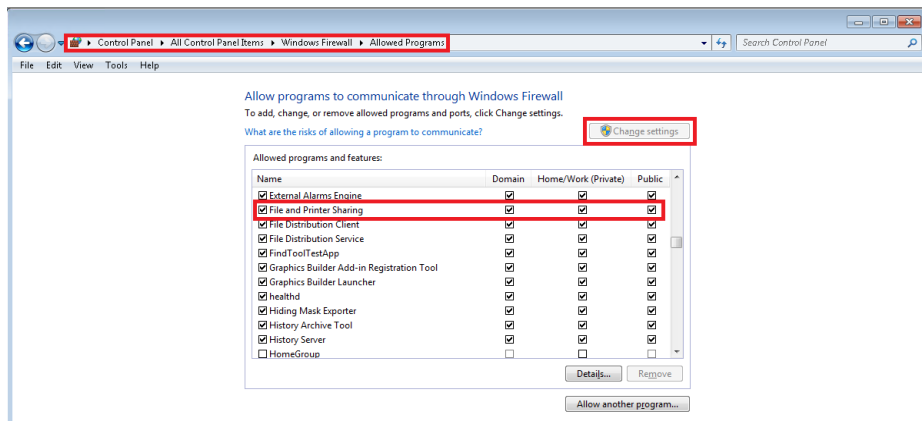 Control Panel ▸ All Control Panel Items ▸ Windows Firewall ▸ Allowed Programs
Search Control Panel
File Edit View Tools Help
Allow programs to communicate through Windows Firewall
To add, change, or remove allowed programs and ports, click Change settings.
What are the risks of allowing a program to communicate?
Change settings
Allowed programs and features:
Name Domain Home/Work (Private) Public
External Alarms Engine
File and Printer Sharing
File Distribution Client
File Distribution Service
FindToolTestApp
Graphics Builder Add-in Registration Tool
Graphics Builder Launcher
healthd
Hiding Mask Exporter
History Archive Tool
History Server
HomeGroup
Details... Remove
Allow another program...